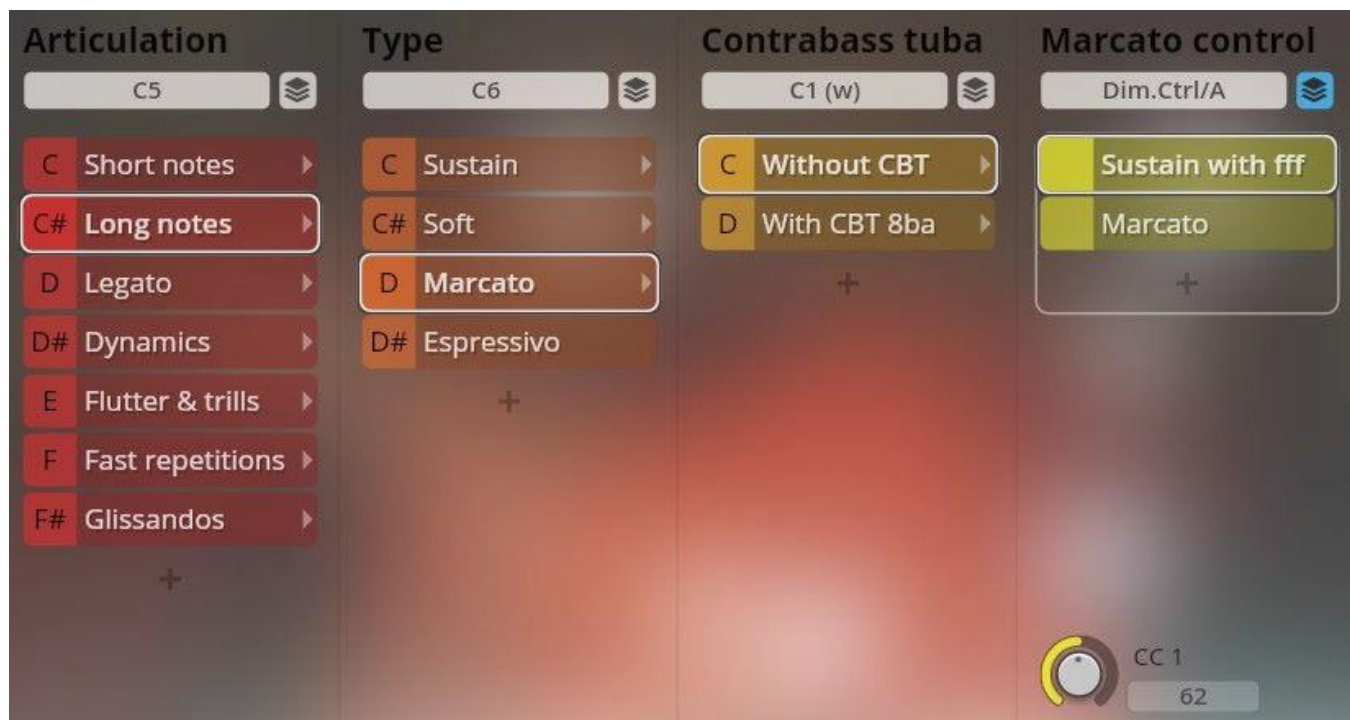 Articulation
C5
C Short notes
C# Long notes
D Legato
D# Dynamics
E Flutter & trills
F Fast repetitions
F# Glissandos
+
Type
C6
C Sustain
C# Soft
D Marcato
D# Espressivo
+
Contrabass tuba
C1 (w)
C Without CBT
D With CBT 8ba
+
Marcato control
Dim.Ctrl/A
Sustain with fff
Marcato
+
CC 1
62